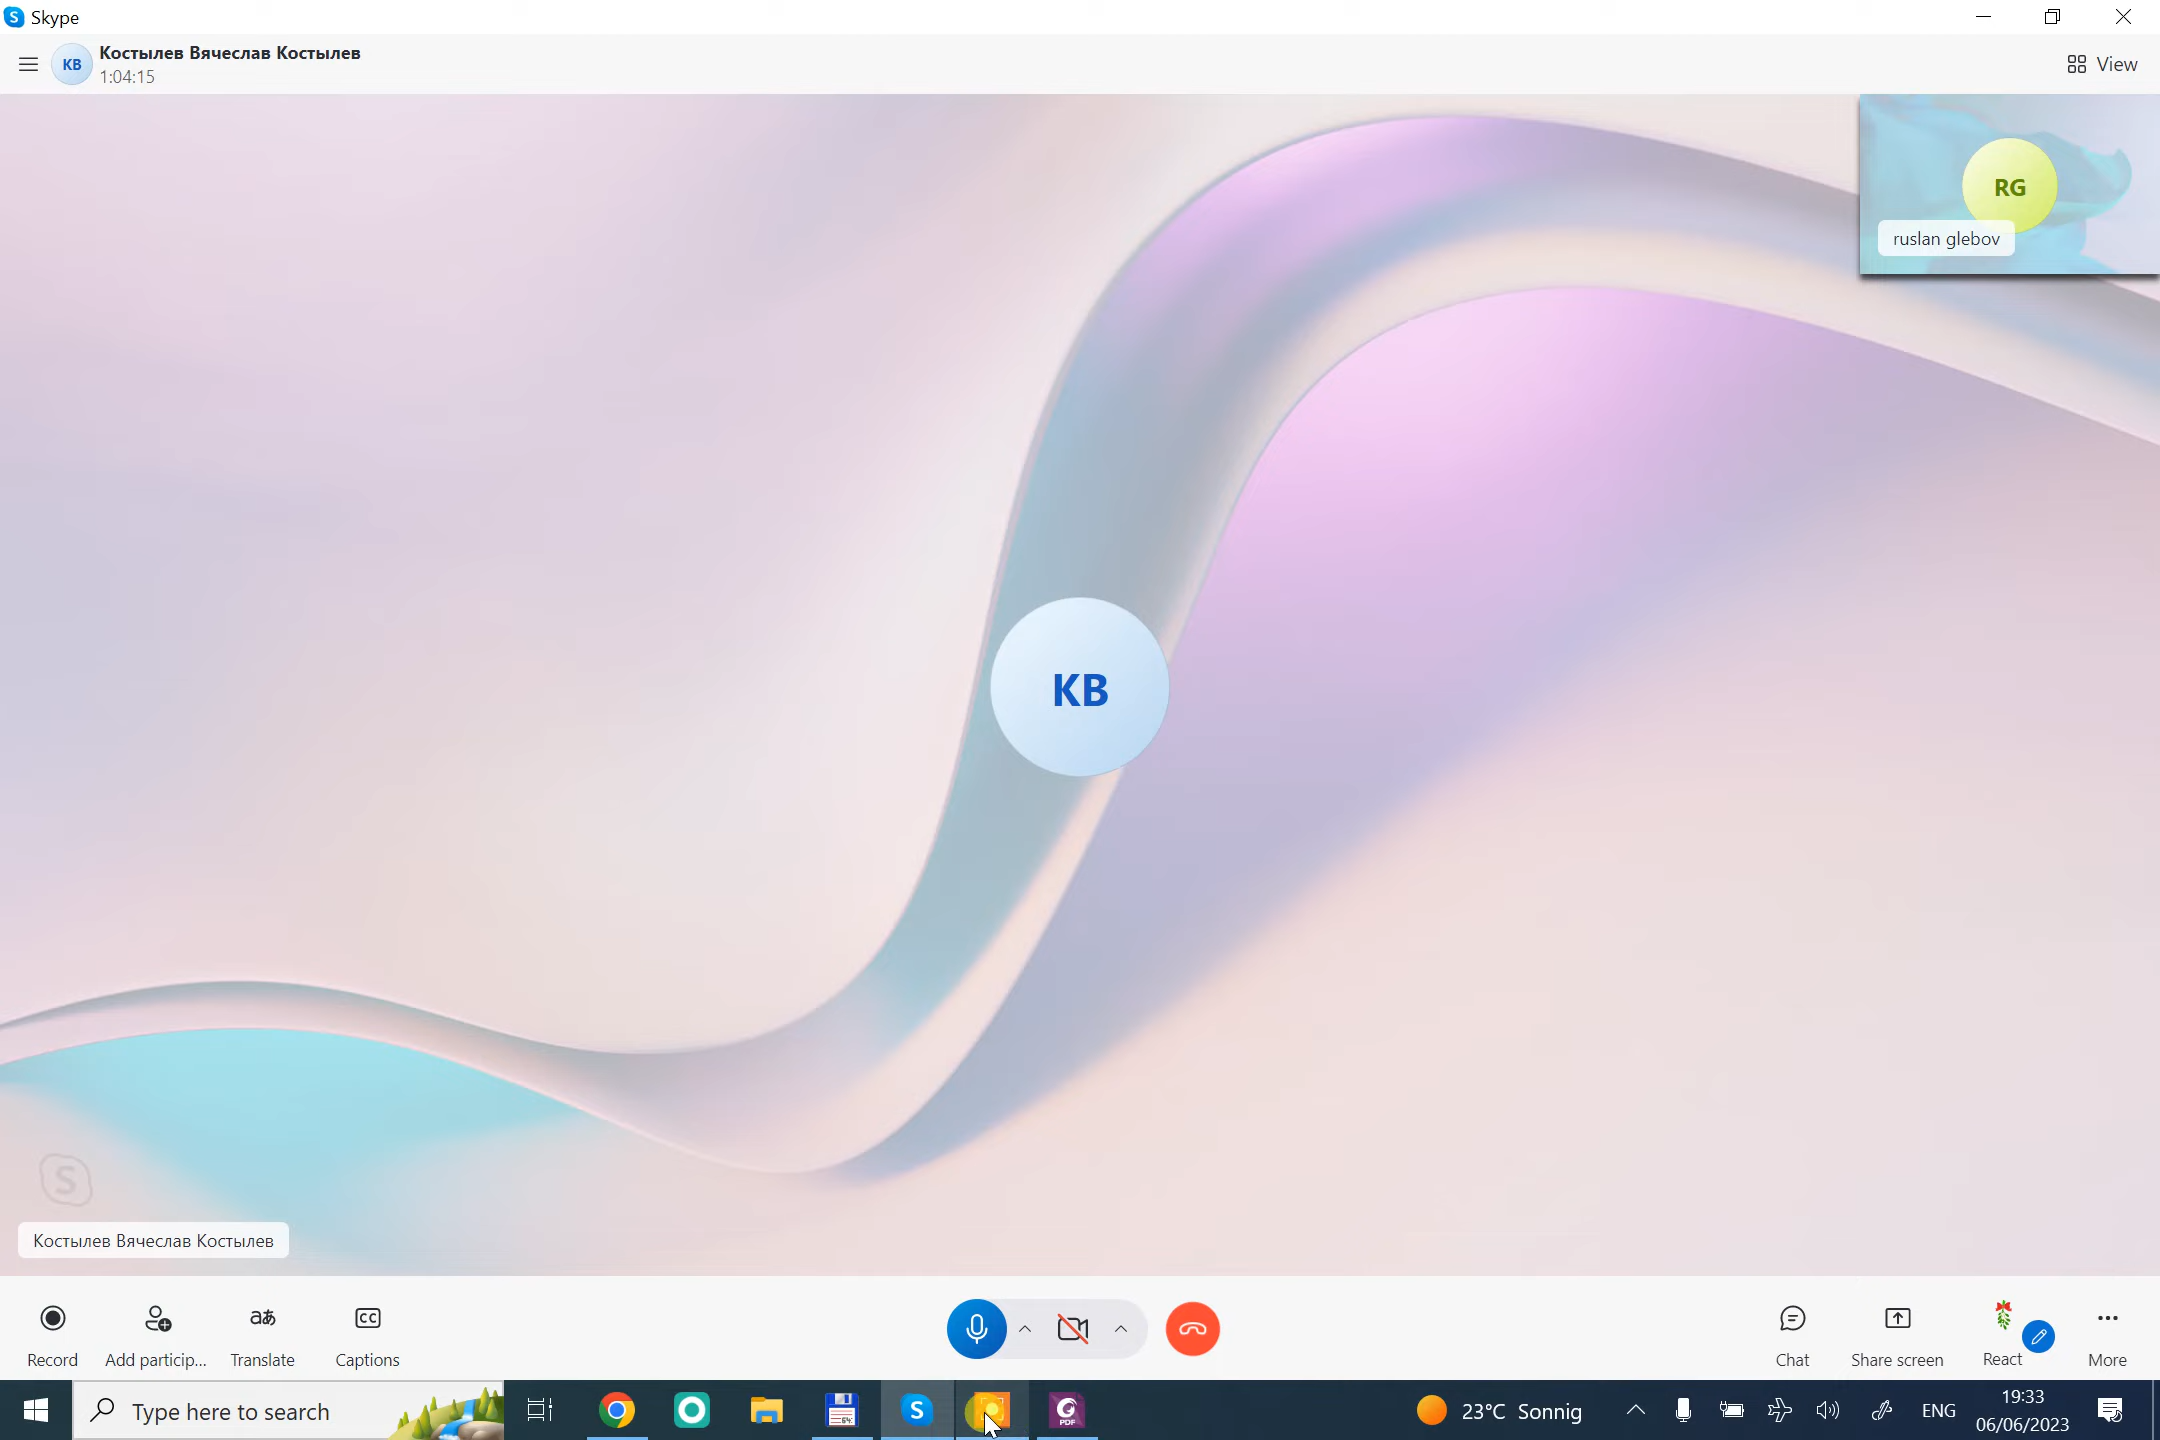 Skype
Костылев Вячеслав Костылев
KB
1:04:15
View
RG
ruslan glebov
KB
Костылев Вячеслав Костылев
Record
Add particip...
Translate
Captions
Chat
Share screen
React
More
Type here to search
23°C Sonnig
ENG
19:33
06/06/2023